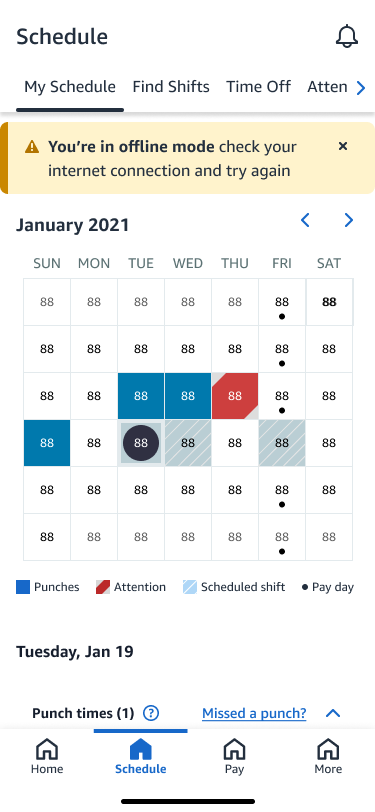 Schedule
My Schedule Find Shifts Time Off Atten
You're in offline mode check your
internet connection and try again
January 2021
SUN MON TUE WED THU FRI SAT
88 88 88 88 88 88 88
88 88 88 88 88 88 88
88 88 88 88 88 88 88
88 88 88 88 88 88 88
88 88 88 88 88 88 88
88 88 88 88 88 88 88
Punches Attention Scheduled shift Pay day
Tuesday, Jan 19
Punch times (1) ? Missed a punch?
Home Schedule Pay More